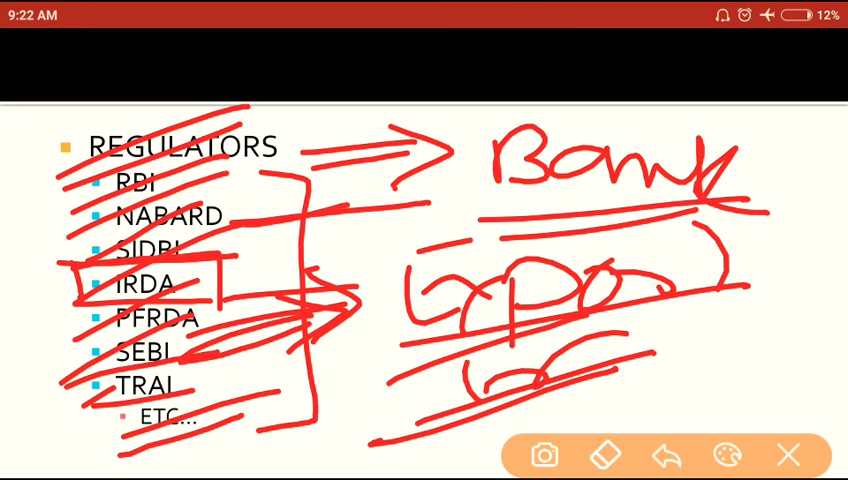 9:22 AM 12%
REGULATORS
RBI
NABARD
SIDBI
IRDA
PFRDA
SEBI
TRAI
ETC...
Bank